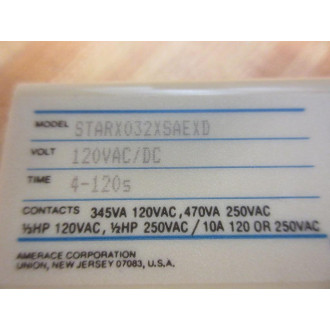 MODEL STARX032XSAEXD
VOLT 120VAC/DC
TIME 4-120s
CONTACTS 345VA 120VAC, 470VA 250VAC
½HP 120VAC, ½HP 250VAC/10A 120 OR 250VAC
AMERACE CORPORATION
UNION, NEW JERSEY 07083, U.S.A.